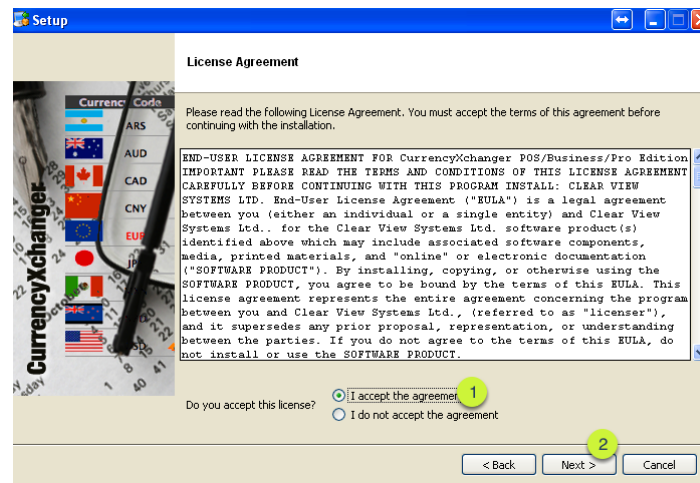 Setup
License Agreement
Please read the following License Agreement. You must accept the terms of this agreement before
continuing with the installation.
Currency Code
ARS
AUD
CAD
CNY
EUR
CurrencyXchanger
END-USER LICENSE AGREEMENT FOR CurrencyXchanger POS/Business/Pro Edition
IMPORTANT PLEASE READ THE TERMS AND CONDITIONS OF THIS LICENSE AGREEMENT
CAREFULLY BEFORE CONTINUING WITH THIS PROGRAM INSTALL: CLEAR VIEW
SYSTEMS LTD. End-User License Agreement ("EULA") is a legal agreement
between you (either an individual or a single entity) and Clear View
Systems Ltd.. for the Clear View Systems Ltd. software product(s)
identified above which may include associated software components,
media, printed materials, and "online" or electronic documentation
("SOFTWARE PRODUCT"). By installing, copying, or otherwise using the
SOFTWARE PRODUCT, you agree to be bound by the terms of this EULA. This
license agreement represents the entire agreement concerning the program
between you and Clear View Systems Ltd., (referred to as "licenser"),
and it supersedes any prior proposal, representation, or understanding
between the parties. If you do not agree to the terms of this EULA, do
not install or use the SOFTWARE PRODUCT.
Do you accept this license?
I accept the agreement
1
I do not accept the agreement
2
< Back
Next >
Cancel